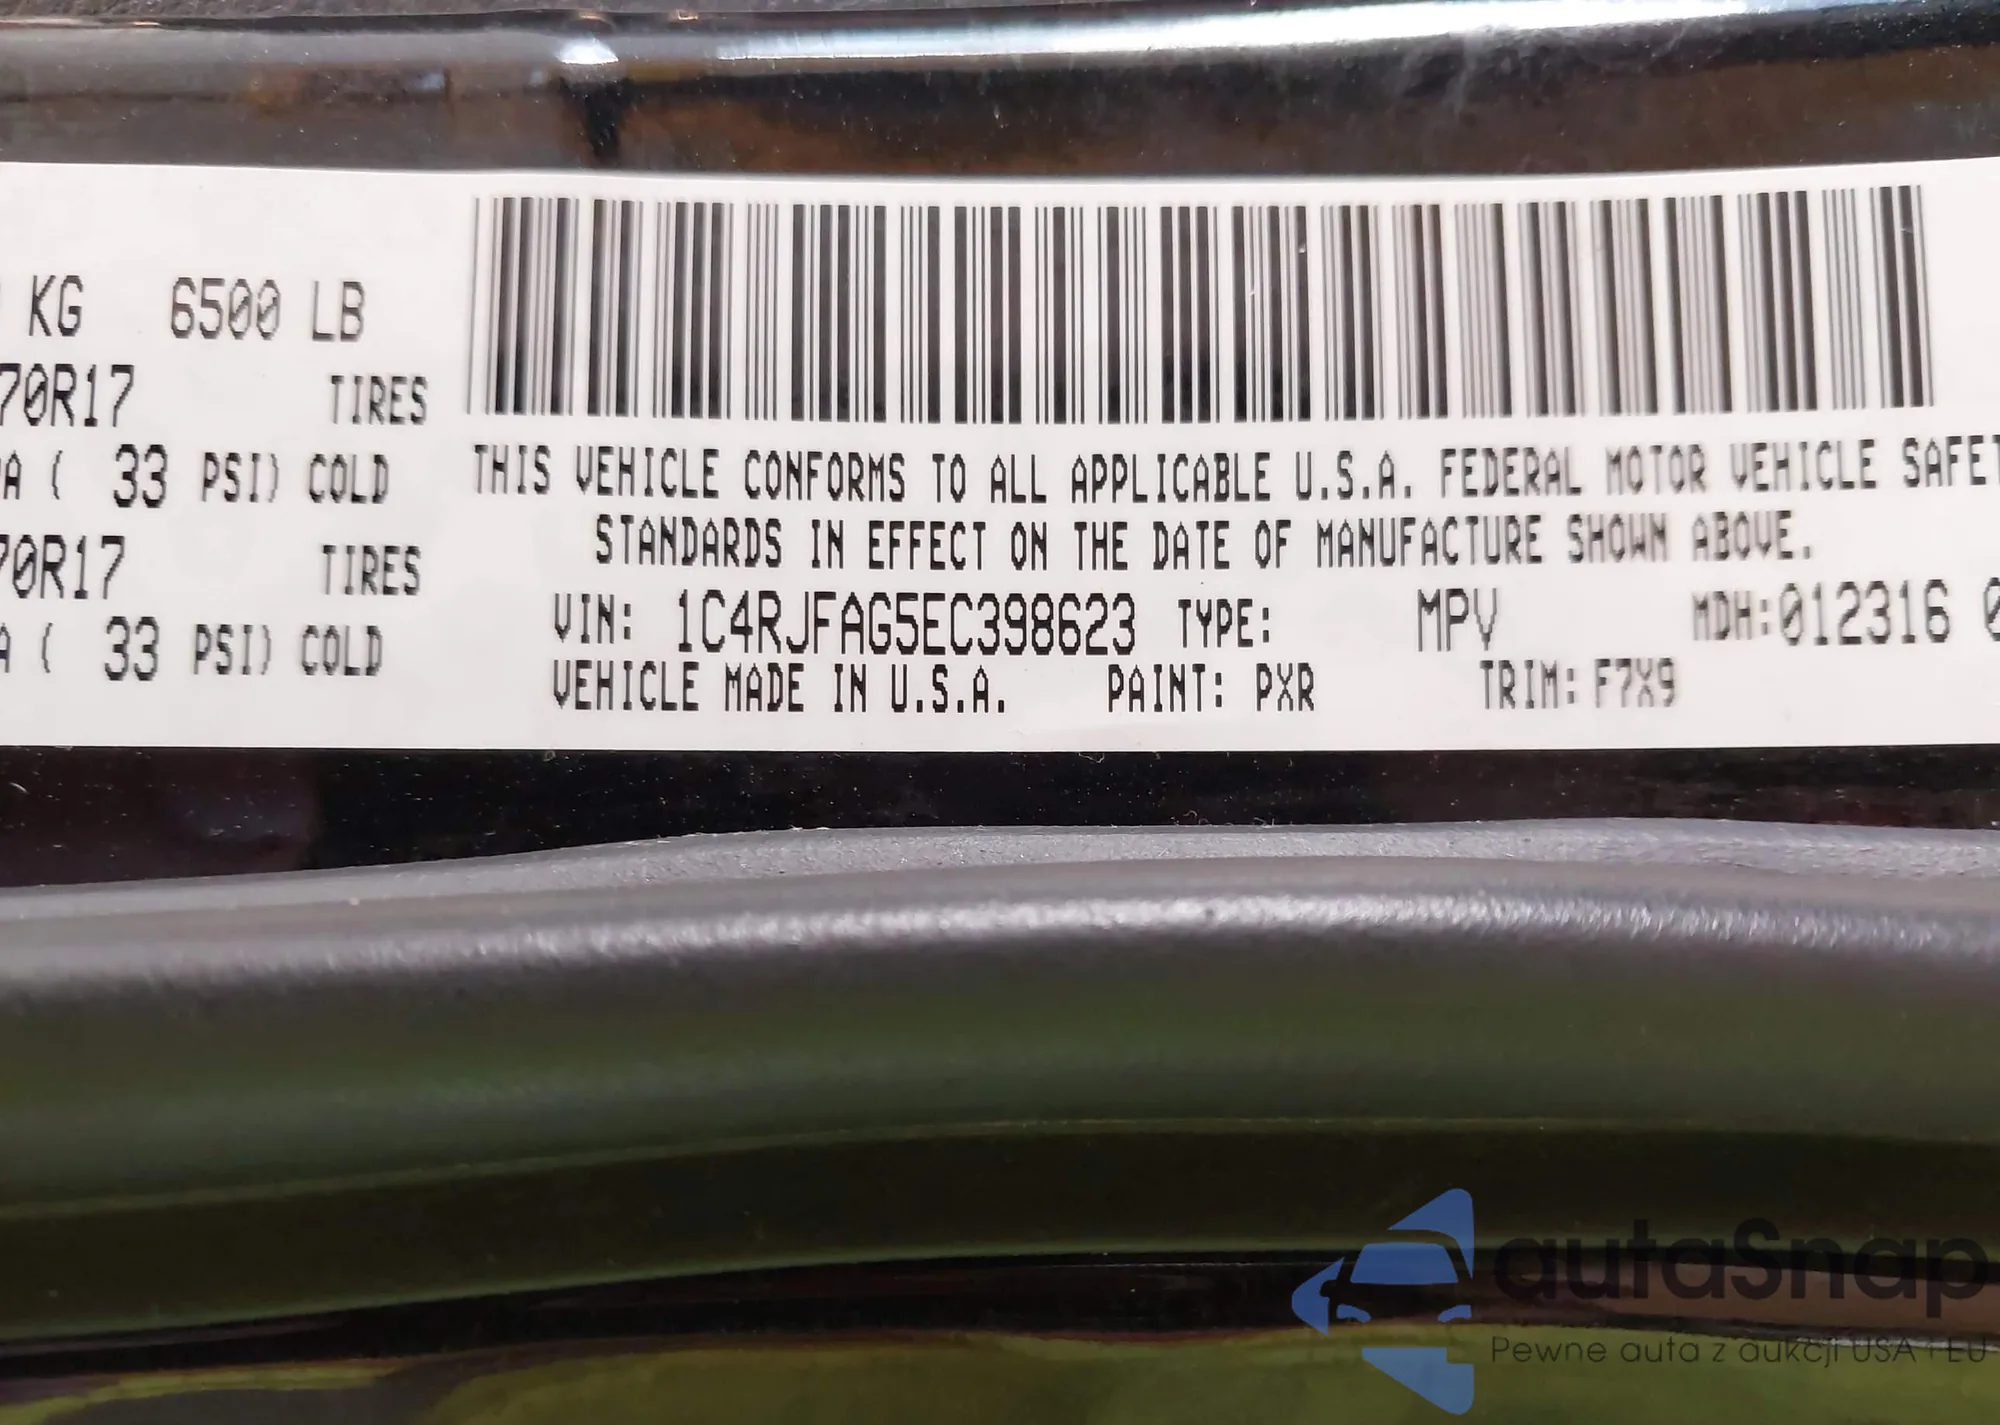 KG 6500 LB
70R17 TIRES
A ( 33 PSI) COLD
70R17 TIRES
A ( 33 PSI) COLD
THIS VEHICLE CONFORMS TO ALL APPLICABLE U.S.A. FEDERAL MOTOR VEHICLE SAFET
STANDARDS IN EFFECT ON THE DATE OF MANUFACTURE SHOWN ABOVE.
VIN: 1C4RJFAG5EC398623 TYPE: MPV MDH:012316 0
VEHICLE MADE IN U.S.A. PAINT: PXR TRIM: F7X9
autaSnap
Pewne auta z aukcji USA i EU